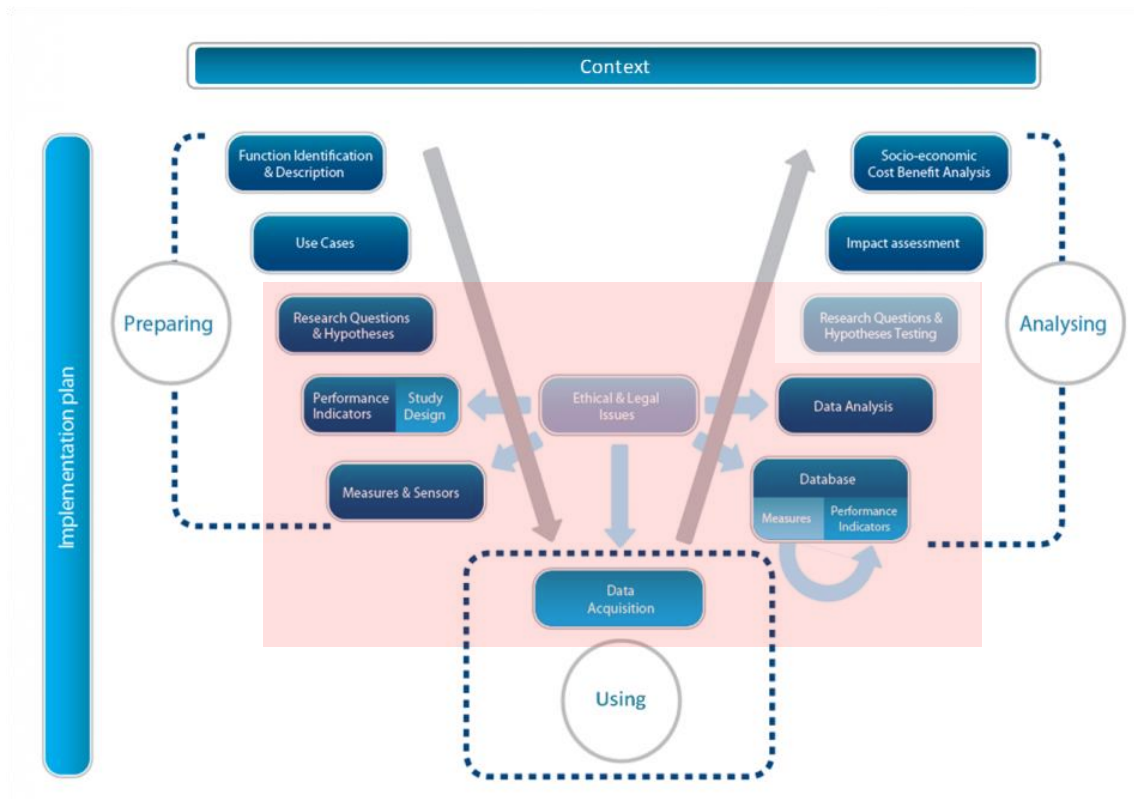 Context
Implementation plan
Preparing
Function Identification
& Description
Use Cases
Research Questions
& Hypotheses
Performance
Indicators
Study
Design
Measures & Sensors
Ethical & Legal
Issues
Data
Acquisition
Using
Socio-economic
Cost Benefit Analysis
Impact assessment
Research Questions &
Hypotheses Testing
Data Analysis
Database
Measures
Performance
Indicators
Analysing